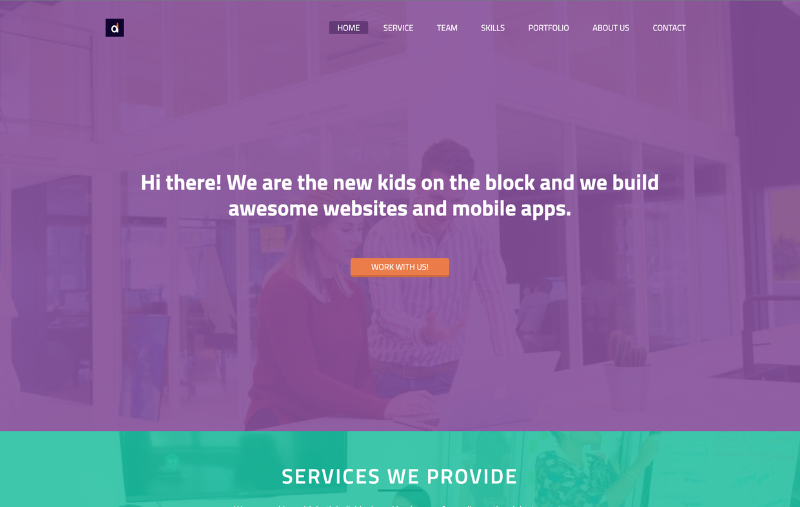 d
HOME SERVICE TEAM SKILLS PORTFOLIO ABOUT US CONTACT
Hi there! We are the new kids on the block and we build
awesome websites and mobile apps.
WORK WITH US!
SERVICES WE PROVIDE